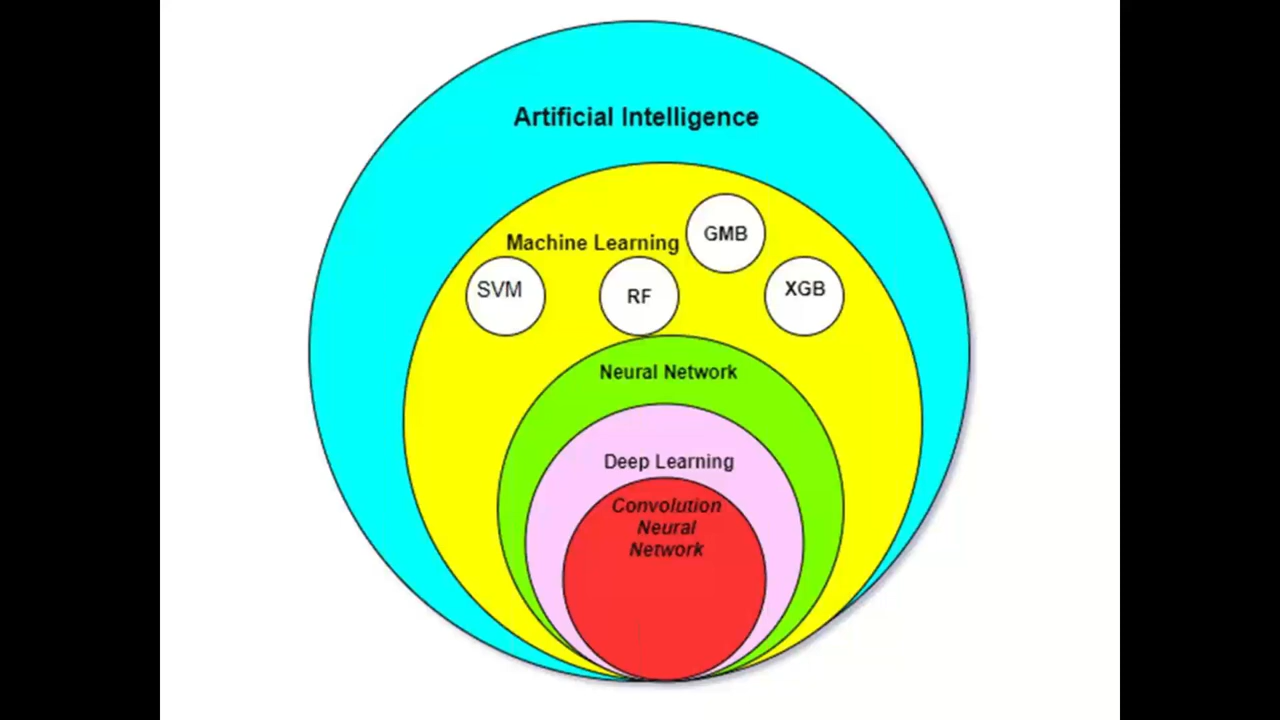 Artificial Intelligence
GMB
Machine Learning
SVM
RF
XGB
Neural Network
Deep Learning
Convolution
Neural
Network